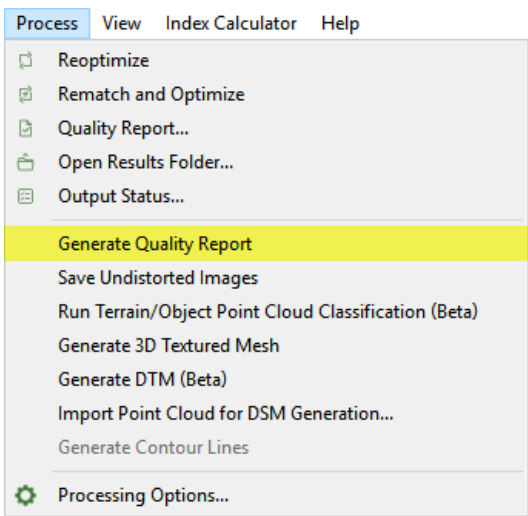 Process View Index Calculator Help
Reoptimize
Rematch and Optimize
Quality Report...
Open Results Folder...
Output Status...
Generate Quality Report
Save Undistorted Images
Run Terrain/Object Point Cloud Classification (Beta)
Generate 3D Textured Mesh
Generate DTM (Beta)
Import Point Cloud for DSM Generation...
Generate Contour Lines
Processing Options...